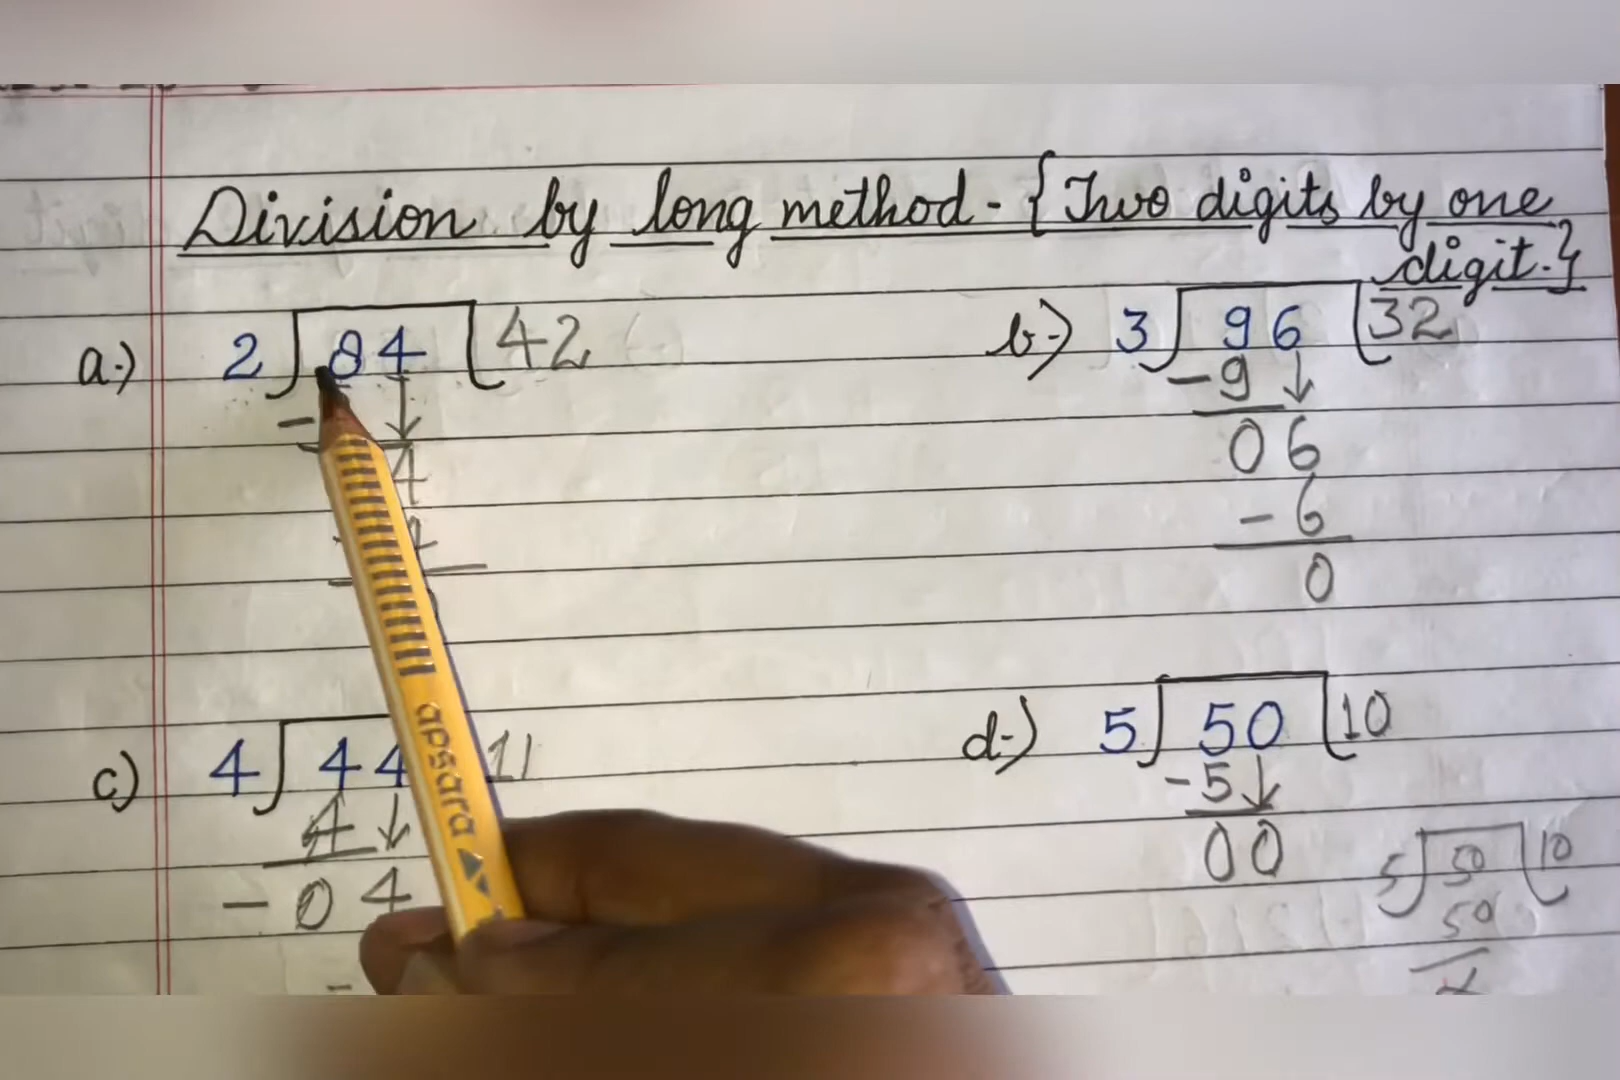 Division by long method - {Two digits by one
digit.}
a.) 2 84 42
- 
4
b.) 3 96 32
- 9 ↓
06
- 6
0
c.) 4 44 11
4 ↓
- 04
-
d.) 5 50 10
- 5 ↓
00
5 50 10
50
apsara